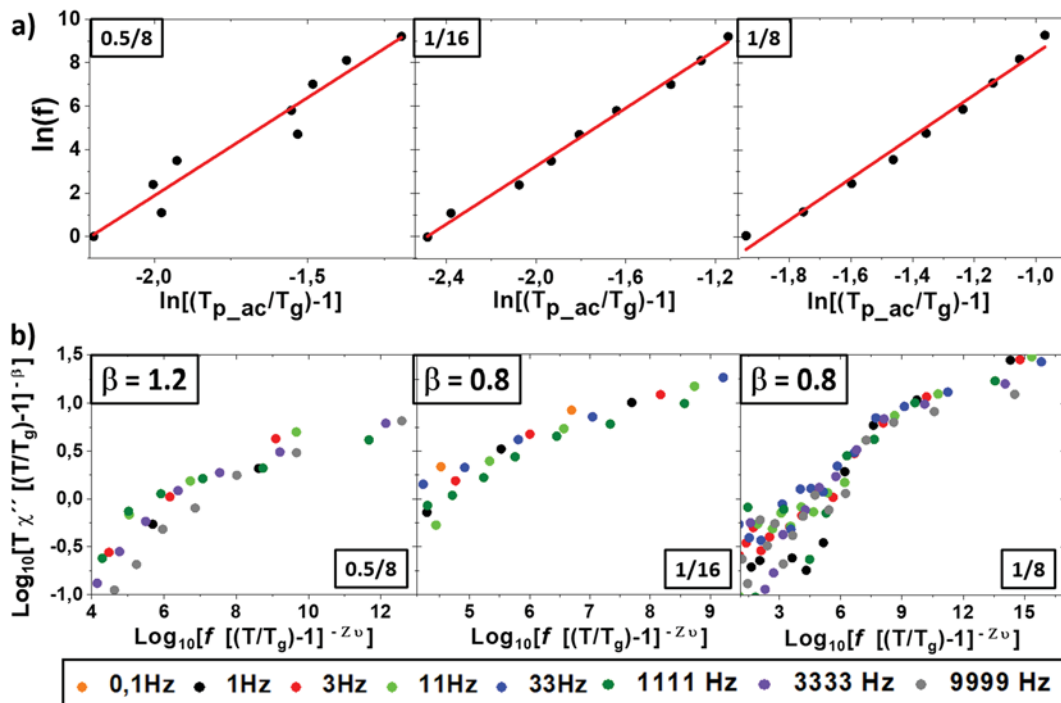 a)
0.5/8
1/16
1/8
10
8
6
4
2
0
ln(f)
-2,0 -1,5
-2,4 -2,0 -1,6 -1,2
-1,8 -1,6 -1,4 -1,2 -1,0
ln[(Tp_ac/Tg)-1]
ln[(Tp_ac/Tg)-1]
ln[(Tp_ac/Tg)-1]
b)
β = 1.2
β = 0.8
β = 0.8
1,5
1,0
0,5
0,0
-0,5
-1,0
Log10[T χ´´ [(T/Tg)-1] -β]
0.5/8
1/16
1/8
4 6 8 10 12
5 6 7 8 9
3 6 9 12 15
Log10[f [(T/Tg)-1] -Zυ]
Log10[f [(T/Tg)-1] -Zυ]
Log10[f [(T/Tg)-1] -Zυ]
0,1Hz 1Hz 3Hz 11Hz 33Hz 1111 Hz 3333 Hz 9999 Hz